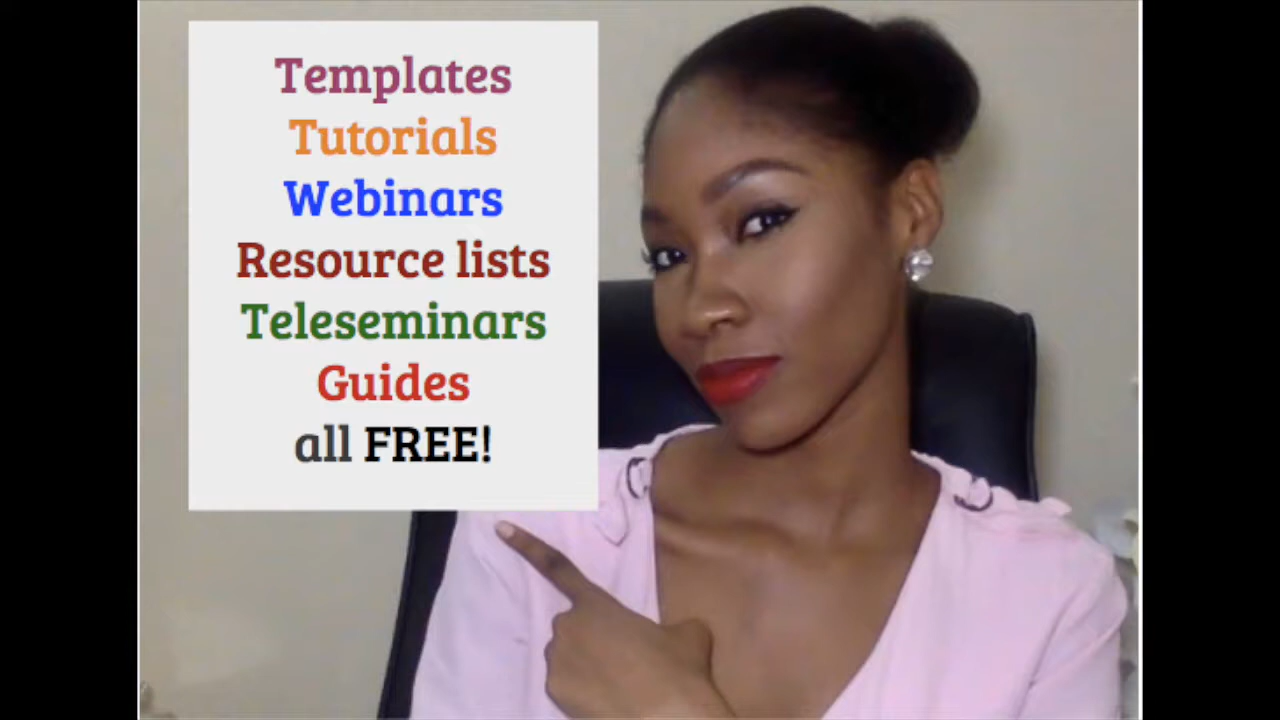 Templates
Tutorials
Webinars
Resource lists
Teleseminars
Guides
all FREE!